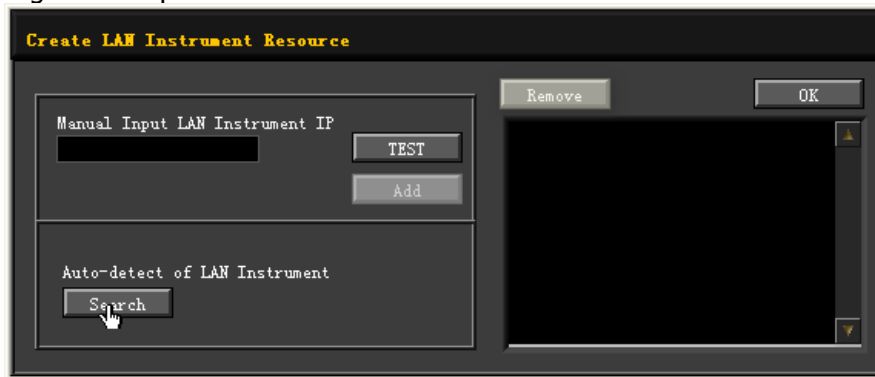 Create LAN Instrument Resource
Remove
OK
Manual Input LAN Instrument IP
TEST
Add
Auto-detect of LAN Instrument
Search